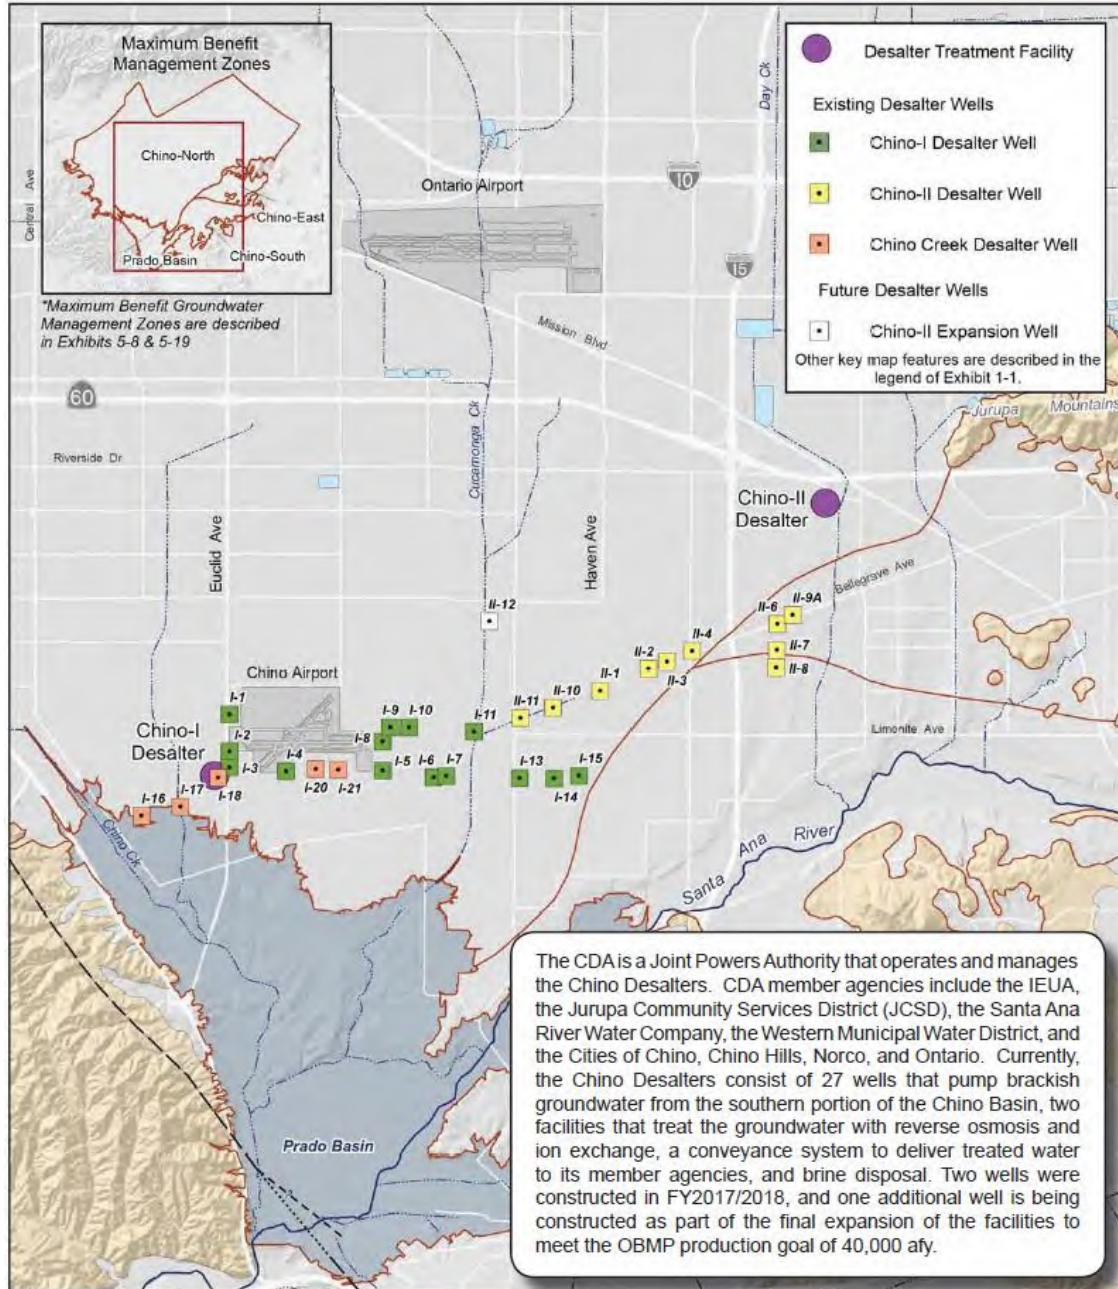 Maximum Benefit
Management Zones
Chino-North
Chino-East
Prado Basin
Chino-South
*Maximum Benefit Groundwater
Management Zones are described
in Exhibits 5-8 & 5-19
Desalter Treatment Facility
Existing Desalter Wells
Chino-I Desalter Well
Chino-II Desalter Well
Chino Creek Desalter Well
Future Desalter Wells
Chino-II Expansion Well
Other key map features are described in the
legend of Exhibit 1-1.
Central Ave
Day Ck
Ontario Airport
10
15
Mission Blvd
60
Jurupa Mountains
Riverside Dr
Cucamonga Ck
Euclid Ave
Haven Ave
Chino-II
Desalter
Bellegrave Ave
II-12
II-9A
II-6
II-4
II-2
II-7
II-3
II-8
II-1
II-10
II-11
Chino Airport
I-1
I-9
I-10
I-11
Limonite Ave
Chino-I
Desalter
I-2
I-8
I-3
I-4
I-5
I-6
I-7
I-13
I-15
I-14
I-20
I-21
I-18
I-17
I-16
Chino Ck
Santa Ana River
Prado Basin
The CDA is a Joint Powers Authority that operates and manages
the Chino Desalters. CDA member agencies include the IEUA,
the Jurupa Community Services District (JCSD), the Santa Ana
River Water Company, the Western Municipal Water District, and
the Cities of Chino, Chino Hills, Norco, and Ontario. Currently,
the Chino Desalters consist of 27 wells that pump brackish
groundwater from the southern portion of the Chino Basin, two
facilities that treat the groundwater with reverse osmosis and
ion exchange, a conveyance system to deliver treated water
to its member agencies, and brine disposal. Two wells were
constructed in FY2017/2018, and one additional well is being
constructed as part of the final expansion of the facilities to
meet the OBMP production goal of 40,000 afy.